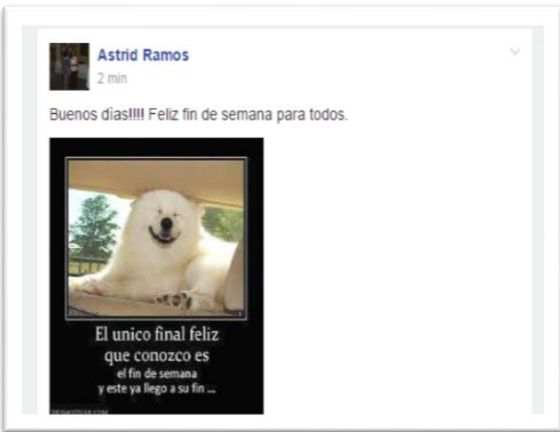 Astrid Ramos
2 min
Buenos días!!!! Feliz fin de semana para todos.
El unico final feliz
que conozco es
el fin de semana
y este ya llego a su fin ...